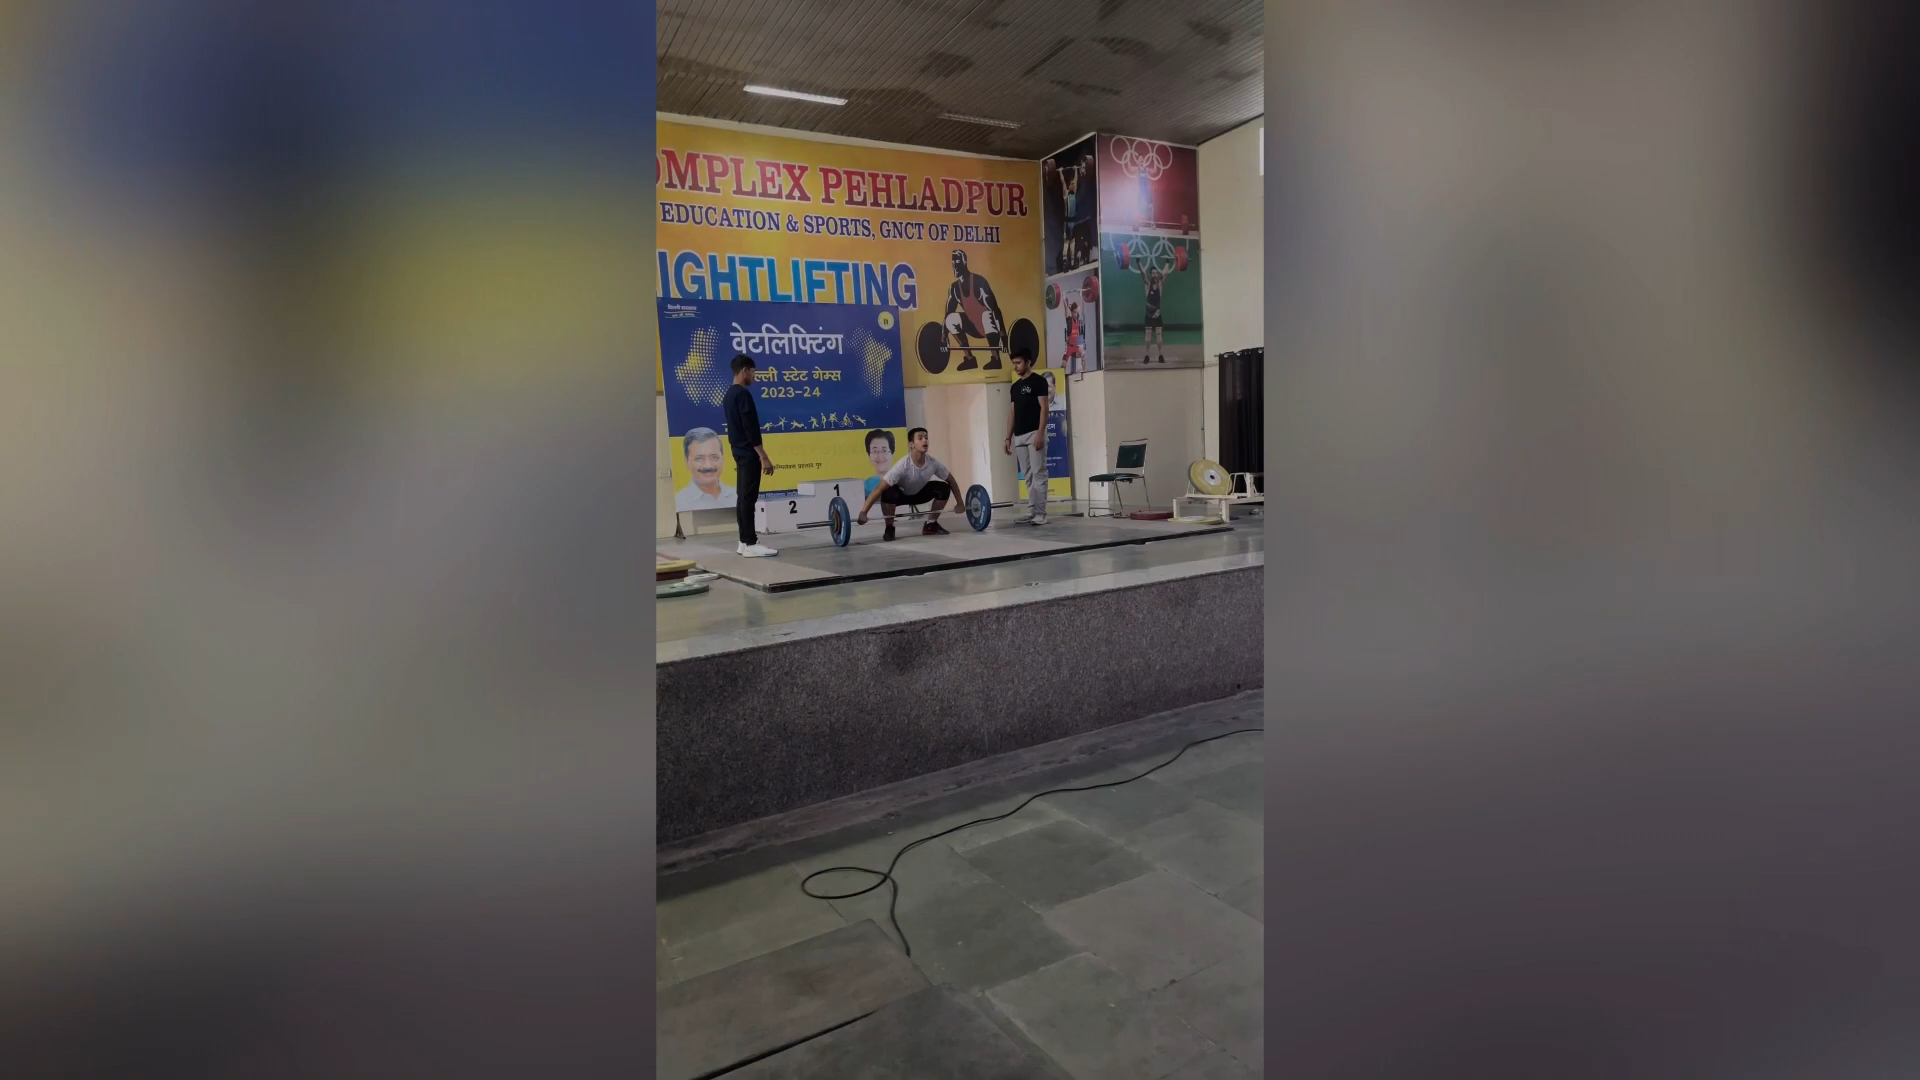 OMPLEX PEHLADPUR
EDUCATION & SPORTS, GNCT OF DELHI
IGHTLIFTING
वेटलिफ्टिंग
ल्ली स्टेट गेम्स
2023-24
1
2